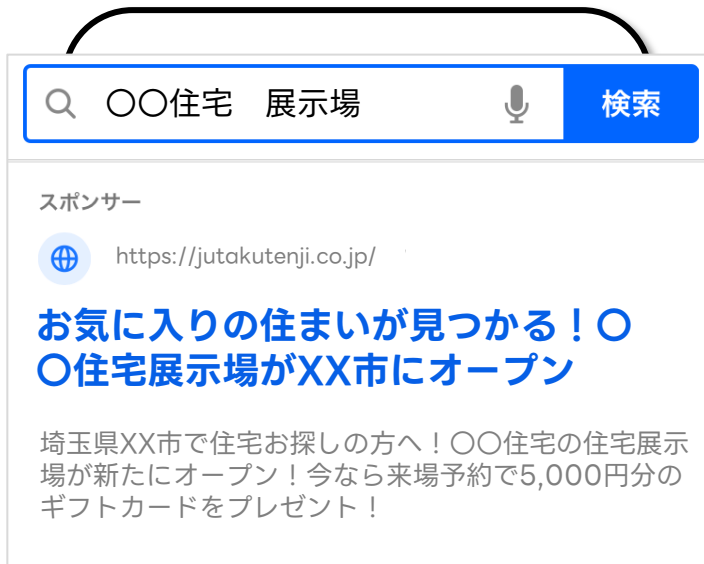 〇〇住宅　展示場
検索
スポンサー
https://jutakutenji.co.jp/
お気に入りの住まいが見つかる！〇
〇住宅展示場がXX市にオープン
埼玉県XX市で住宅お探しの方へ！〇〇住宅の住宅展示
場が新たにオープン！今なら来場予約で5,000円分の
ギフトカードをプレゼント！